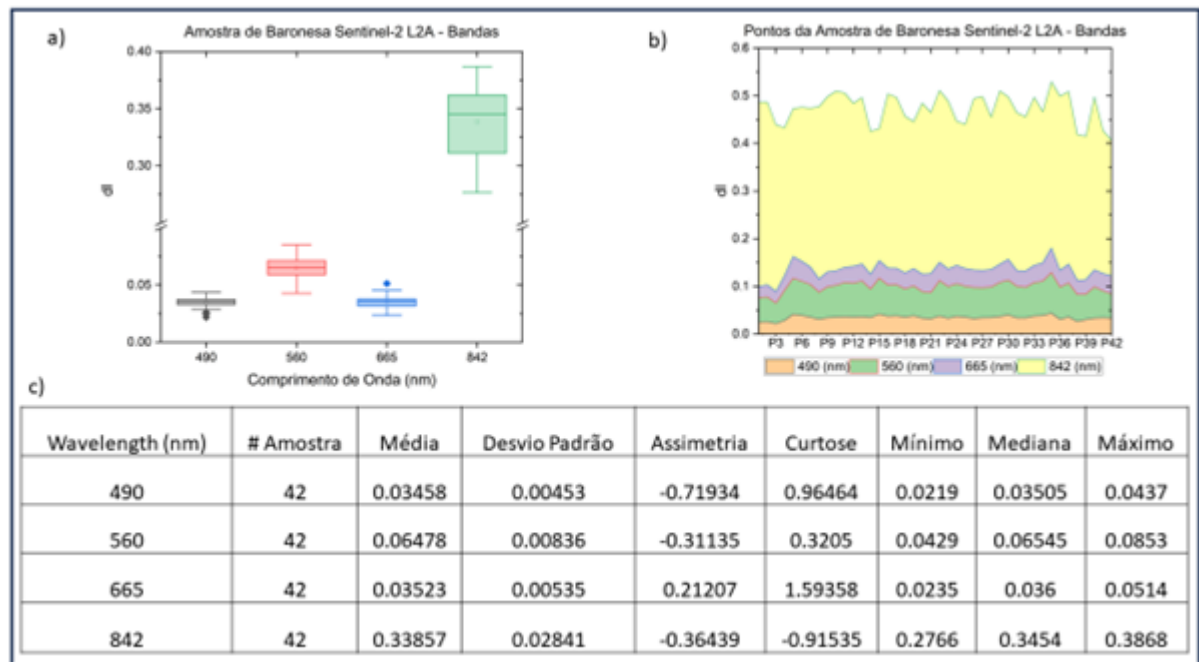 a)
Amostra de Baronesa Sentinel-2 L2A - Bandas
0.40
0.35
0.30
0.05
0.00
dl
490 560 665 842
Comprimento de Onda (nm)
b)
Pontos da Amostra de Baronesa Sentinel-2 L2A - Bandas
0.6
0.5
0.4
0.3
0.2
0.1
0.0
dl
P3 P6 P9 P12 P15 P18 P21 P24 P27 P30 P33 P36 P39 P42
490 (nm) 560 (nm) 665 (nm) 842 (nm)
c)
Wavelength (nm) # Amostra Média Desvio Padrão Assimetria Curtose Mínimo Mediana Máximo
490 42 0.03458 0.00453 -0.71934 0.96464 0.0219 0.03505 0.0437
560 42 0.06478 0.00836 -0.31135 0.3205 0.0429 0.06545 0.0853
665 42 0.03523 0.00535 0.21207 1.59358 0.0235 0.036 0.0514
842 42 0.33857 0.02841 -0.36439 -0.91535 0.2766 0.3454 0.3868